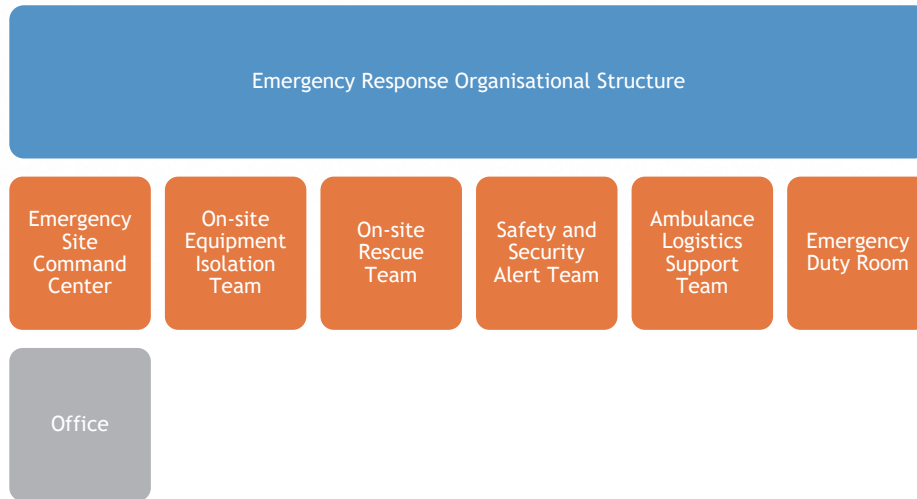 Emergency Response Organisational Structure
Emergency
Site
Command
Center
On-site
Equipment
Isolation
Team
On-site
Rescue
Team
Safety and
Security
Alert Team
Ambulance
Logistics
Support
Team
Emergency
Duty Room
Office